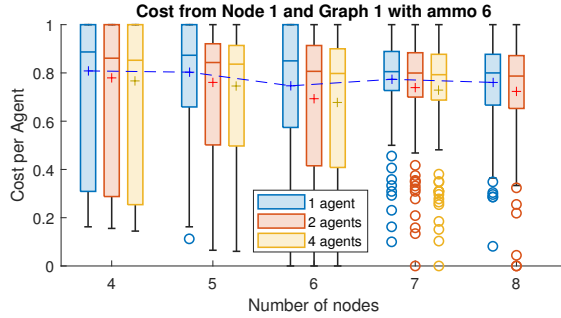 Cost from Node 1 and Graph 1 with ammo 6
Cost per Agent
1
0.8
0.6
0.4
0.2
0
1 agent
2 agents
4 agents
4 5 6 7 8
Number of nodes